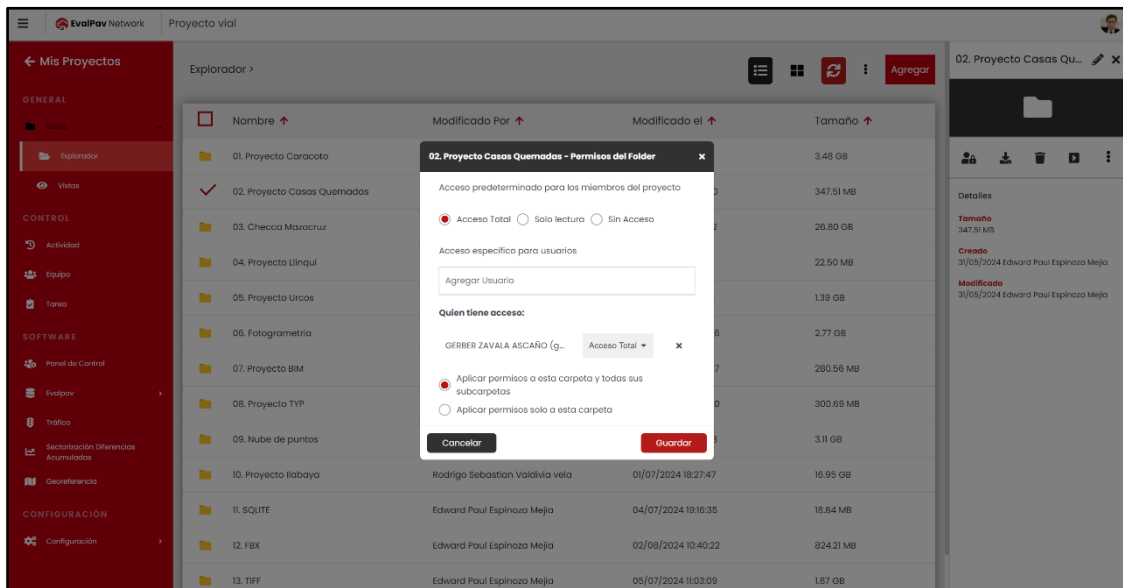 EvalPav Network
Proyecto vial
← Mis Proyectos
GENERAL
Datos
Explorador
Vistas
CONTROL
Actividad
Equipo
Tarea
SOFTWARE
Panel de Control
Evalpav
Tráfico
Sectorización Diferencias
Acumuladas
Georeferencia
CONFIGURACIÓN
Configuración
Explorador >
Agregar
Nombre ↑ Modificado Por ↑ Modificado el ↑ Tamaño ↑
01. Proyecto Caracoto 3.48 GB
02. Proyecto Casas Quemadas 347.51 MB
03. Checca Mazocruz 26.80 GB
04. Proyecto Llinqui 22.50 MB
05. Proyecto Urcos 1.39 GB
06. Fotogrametria 2.77 GB
07. Proyecto BIM 280.56 MB
08. Proyecto TYP 300.69 MB
09. Nube de puntos 3.11 GB
10. Proyecto Ilabaya Rodrigo Sebastian Valdivia vela 01/07/2024 18:27:47 16.95 GB
11. SQLITE Edward Paul Espinoza Mejia 04/07/2024 19:16:35 18.84 MB
12. FBX Edward Paul Espinoza Mejia 02/08/2024 10:40:22 824.21 MB
13. TIFF Edward Paul Espinoza Mejia 05/07/2024 11:03:09 1.87 GB
02. Proyecto Casas Quemadas - Permisos del Folder ×
Acceso predeterminado para los miembros del proyecto
Acceso Total Solo lectura Sin Acceso
Acceso específico para usuarios
Agregar Usuario
Quien tiene acceso:
GERBER ZAVALA ASCAÑO (g... Acceso Total ×
Aplicar permisos a esta carpeta y todas sus
subcarpetas
Aplicar permisos solo a esta carpeta
Cancelar Guardar
02. Proyecto Casas Qu... ×
Detalles
Tamaño
347.51 MB
Creado
31/05/2024 Edward Paul Espinoza Mejia
Modificado
31/05/2024 Edward Paul Espinoza Mejia